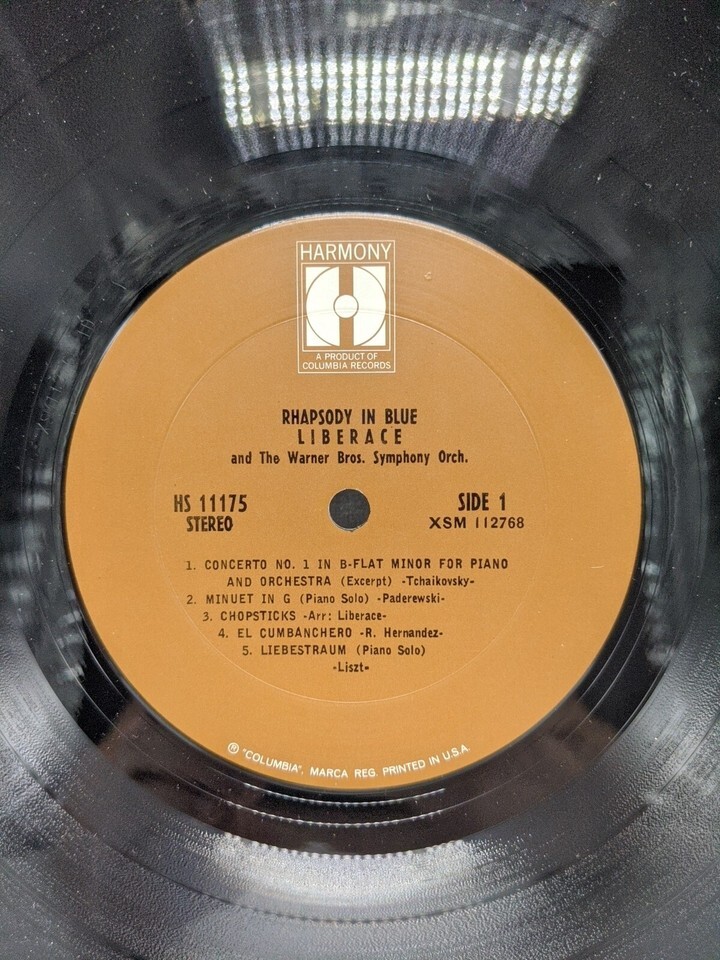 HARMONY
A PRODUCT OF
COLUMBIA RECORDS
RHAPSODY IN BLUE
LIBERACE
and The Warner Bros. Symphony Orch.
HS 11175
STEREO
SIDE 1
XSM 112768
1. CONCERTO NO. 1 IN B-FLAT MINOR FOR PIANO
AND ORCHESTRA (Excerpt) -Tchaikovsky-
2. MINUET IN G (Piano Solo) -Paderewski-
3. CHOPSTICKS -Arr: Liberace-
4. EL CUMBANCHERO -R. Hernandez-
5. LIEBESTRAUM (Piano Solo)
-Liszt-
® "COLUMBIA", MARCA REG. PRINTED IN U.S.A.